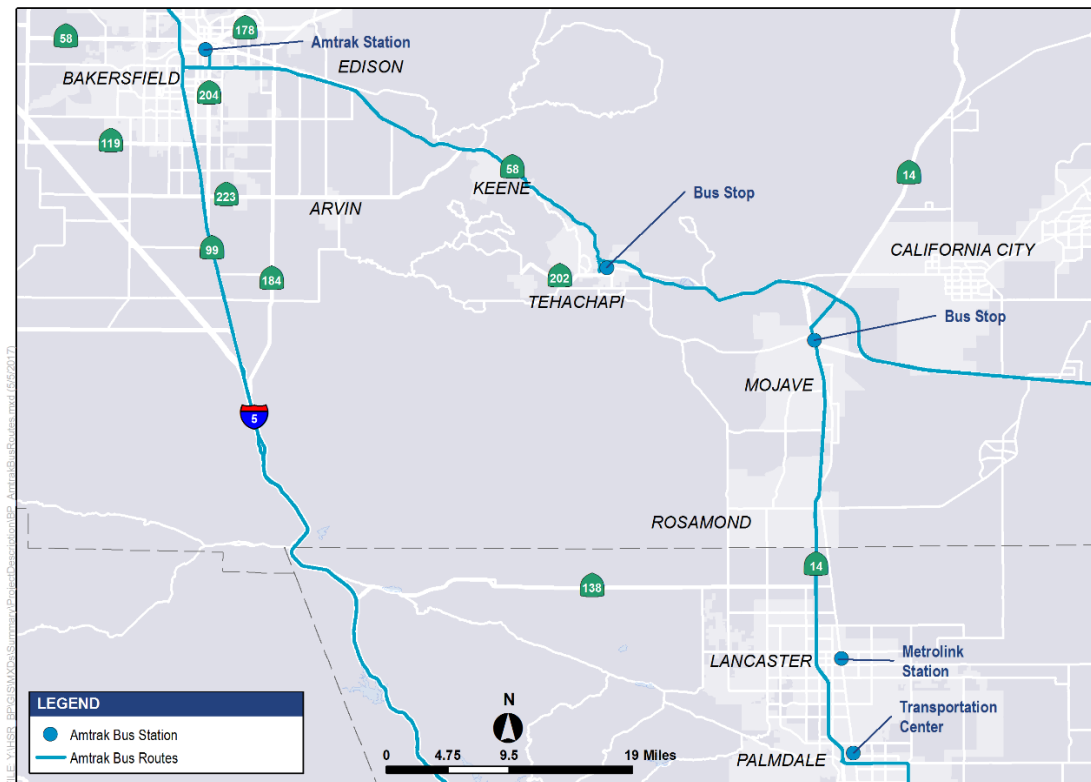 178
58
Amtrak Station
EDISON
BAKERSFIELD
204
119
58
14
KEENE
Bus Stop
223
ARVIN
99
CALIFORNIA CITY
184
202
TEHACHAPI
Bus Stop
MOJAVE
5
ROSAMOND
14
138
LANCASTER
Metrolink
Station
Transportation
Center
PALMDALE
LEGEND
Amtrak Bus Station
Amtrak Bus Routes
N
0 4.75 9.5 19 Miles